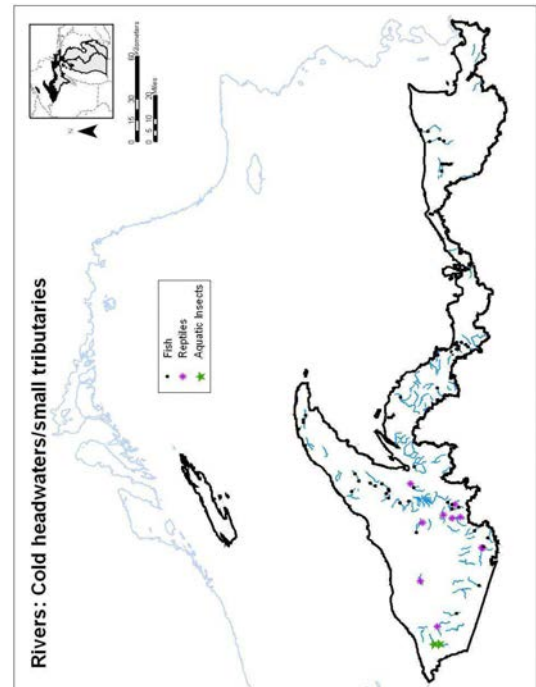 Rivers: Cold headwaters/small tributaries
N
0 15 30 60
Kilometers
0 5 10 20
Miles
Fish
Reptiles
Aquatic Insects